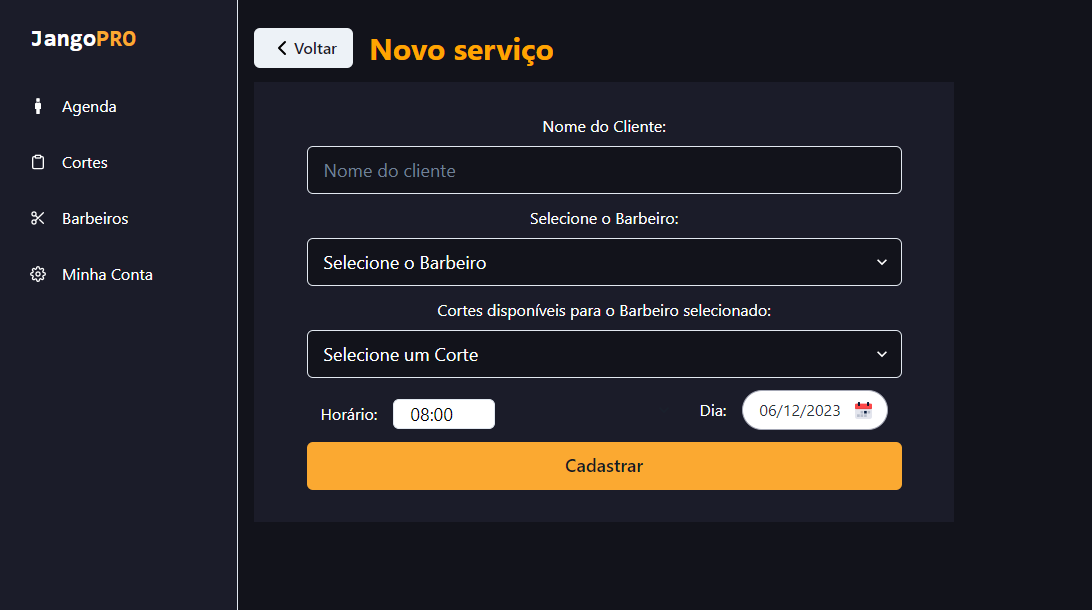 JangoPRO
Agenda
Cortes
Barbeiros
Minha Conta
Voltar
Novo serviço
Nome do Cliente:
Nome do cliente
Selecione o Barbeiro:
Selecione o Barbeiro
Cortes disponíveis para o Barbeiro selecionado:
Selecione um Corte
Horário: 08:00 Dia: 06/12/2023
Cadastrar